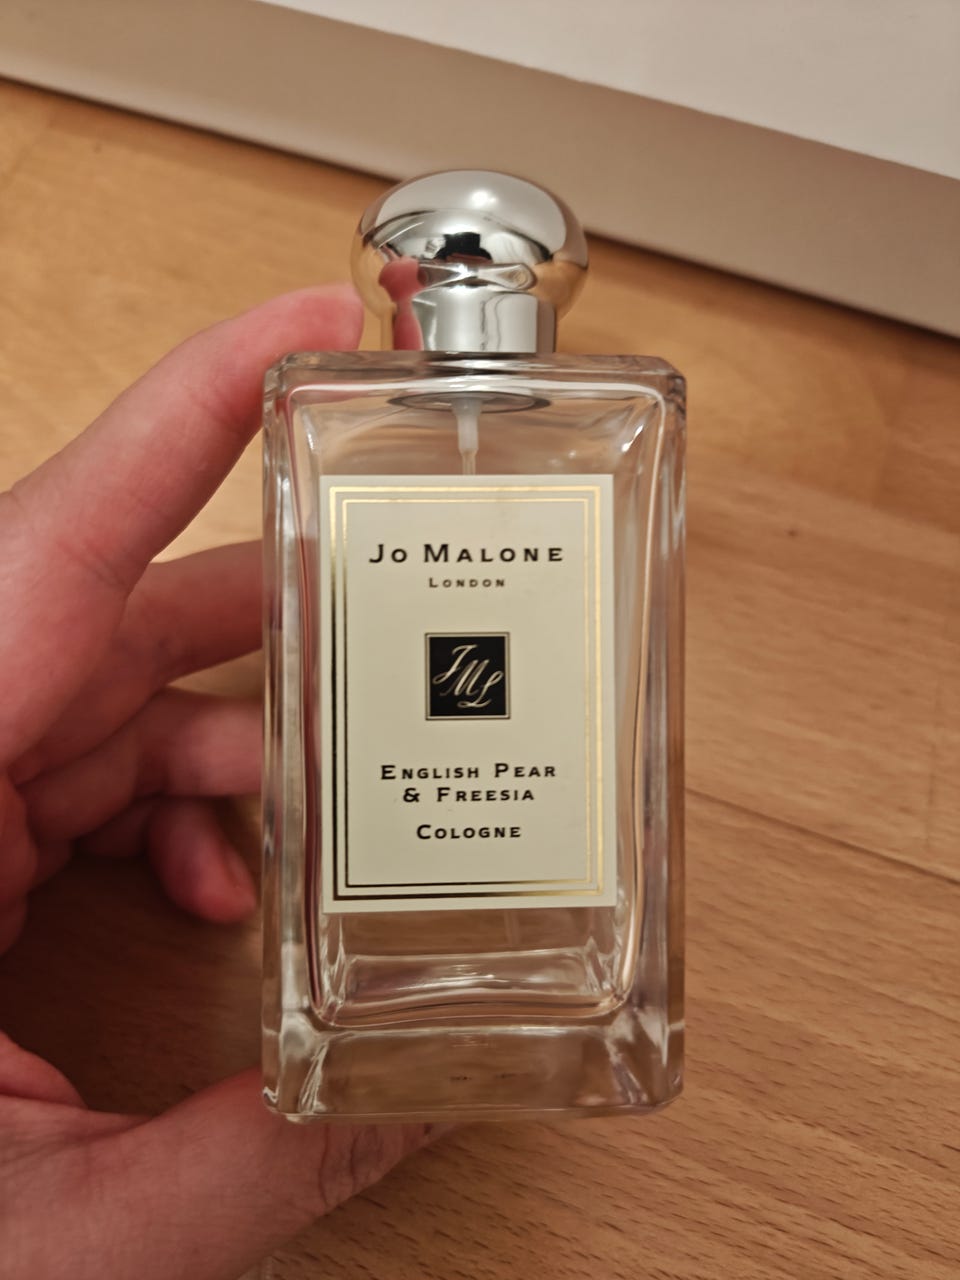 Jo Malone
London
JML
English Pear
& Freesia
Cologne